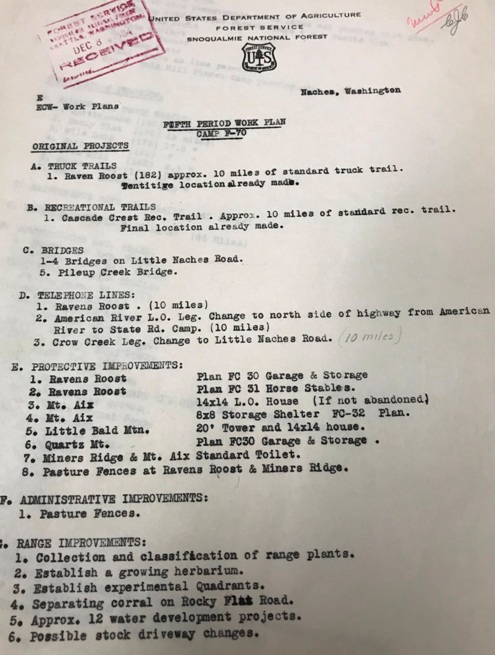 UNITED STATES DEPARTMENT OF AGRICULTURE
FOREST SERVICE
SNOQUALMIE NATIONAL FOREST
FOREST SERVICE
DEC 3
RECEIVED
US
E
Naches, Washington
ECW- Work Plans
FIFTH PERIOD WORK PLAN
CAMP F-70
ORIGINAL PROJECTS
A. TRUCK TRAILS
1. Raven Roost (182) approx. 10 miles of standard truck trail.
Tentitige location already made.
B. RECREATIONAL TRAILS
1. Cascade Crest Rec. Trail . Approx. 10 miles of standard rec. trail.
Final location already made.
C. BRIDGES
1-4 Bridges on Little Naches Road.
5. Pileup Creek Bridge.
D. TELEPHONE LINES:
1. Ravens Roost . (10 miles)
2. American River L.O. Leg. Change to north side of highway from American
River to State Rd. Camp. (10 miles)
3. Crow Creek Leg. Change to Little Naches Road. (10 miles)
E. PROTECTIVE IMPROVEMENTS:
1. Ravens Roost Plan FC 30 Garage & Storage
2. Ravens Roost Plan FC 31 Horse Stables.
3. Mt. Aix 14x14 L.O. House (If not abandoned)
4. Mt. Aix 8x8 Storage Shelter FC-32 Plan.
5. Little Bald Mtn. 20' Tower and 14x14 house.
6. Quartz Mt. Plan FC30 Garage & Storage .
7. Miners Ridge & Mt. Aix Standard Toilet.
8. Pasture Fences at Ravens Roost & Miners Ridge.
F. ADMINISTRATIVE IMPROVEMENTS:
1. Pasture Fences.
G. RANGE IMPROVEMENTS:
1. Collection and classification of range plants.
2. Establish a growing herbarium.
3. Establish experimental Quadrants.
4. Separating corral on Rocky Flat Road.
5. Approx. 12 water development projects.
6. Possible stock driveway changes.